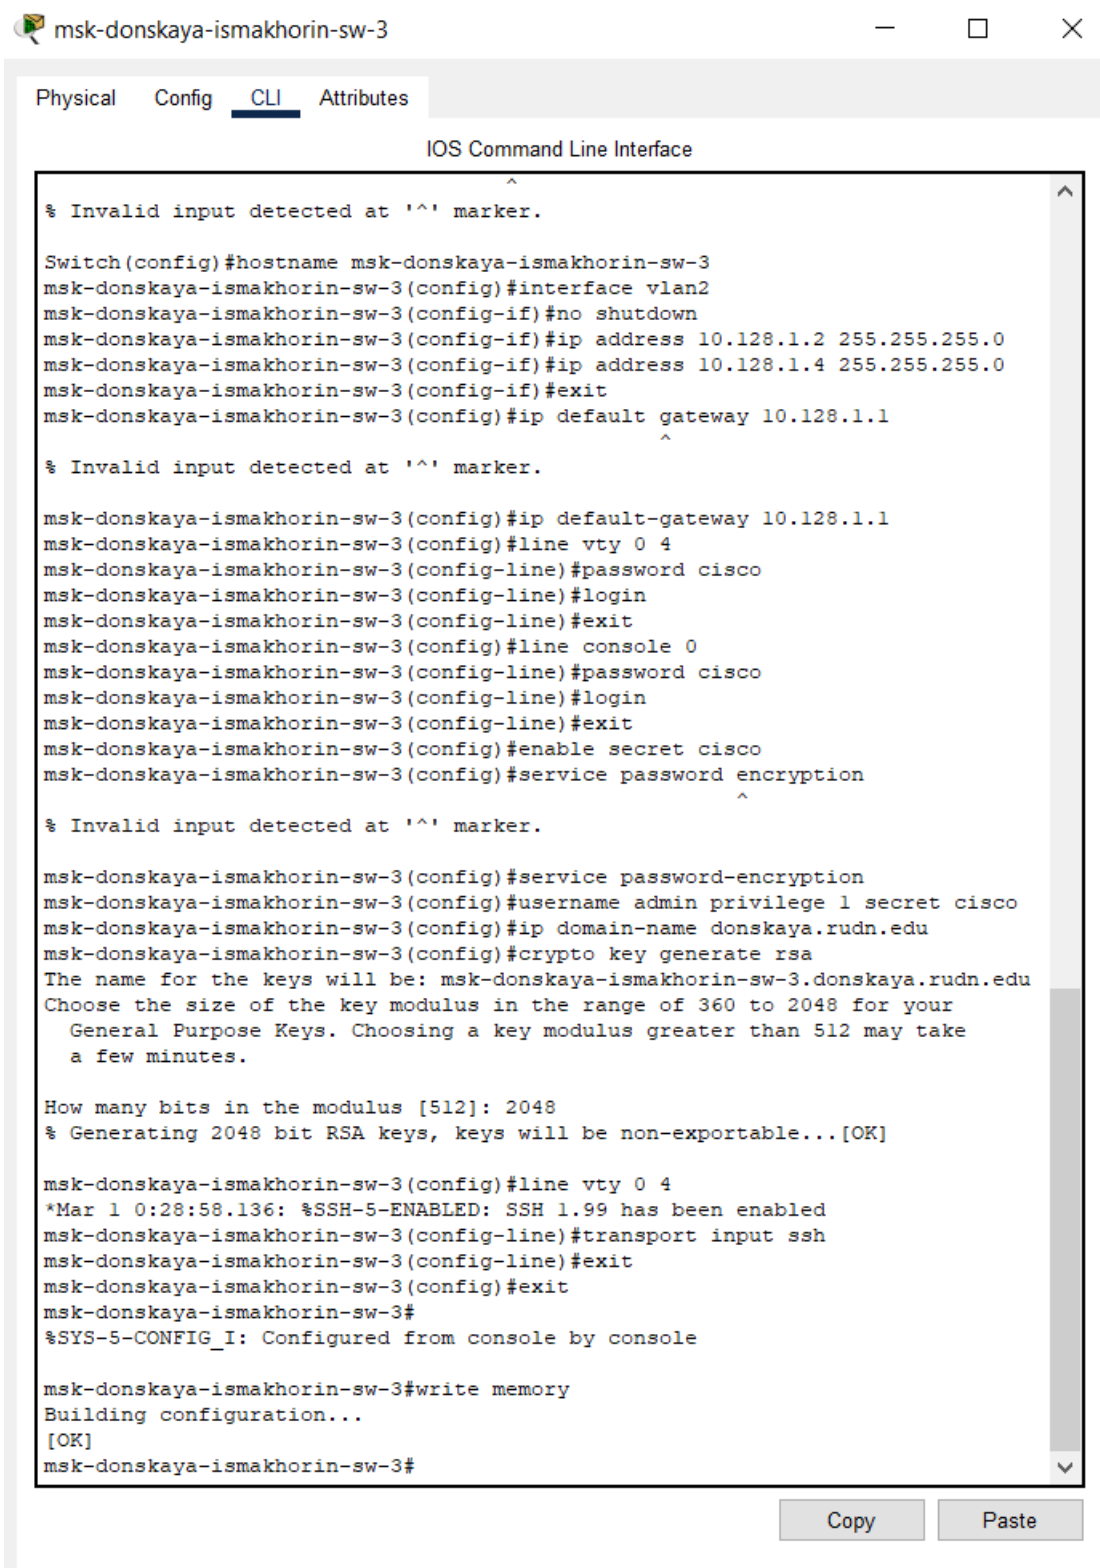 msk-donskaya-ismakhorin-sw-3
Physical Config CLI Attributes
IOS Command Line Interface
^
% Invalid input detected at '^' marker.
Switch(config)#hostname msk-donskaya-ismakhorin-sw-3
msk-donskaya-ismakhorin-sw-3(config)#interface vlan2
msk-donskaya-ismakhorin-sw-3(config-if)#no shutdown
msk-donskaya-ismakhorin-sw-3(config-if)#ip address 10.128.1.2 255.255.255.0
msk-donskaya-ismakhorin-sw-3(config-if)#ip address 10.128.1.4 255.255.255.0
msk-donskaya-ismakhorin-sw-3(config-if)#exit
msk-donskaya-ismakhorin-sw-3(config)#ip default gateway 10.128.1.1
^
% Invalid input detected at '^' marker.
msk-donskaya-ismakhorin-sw-3(config)#ip default-gateway 10.128.1.1
msk-donskaya-ismakhorin-sw-3(config)#line vty 0 4
msk-donskaya-ismakhorin-sw-3(config-line)#password cisco
msk-donskaya-ismakhorin-sw-3(config-line)#login
msk-donskaya-ismakhorin-sw-3(config-line)#exit
msk-donskaya-ismakhorin-sw-3(config)#line console 0
msk-donskaya-ismakhorin-sw-3(config-line)#password cisco
msk-donskaya-ismakhorin-sw-3(config-line)#login
msk-donskaya-ismakhorin-sw-3(config-line)#exit
msk-donskaya-ismakhorin-sw-3(config)#enable secret cisco
msk-donskaya-ismakhorin-sw-3(config)#service password encryption
^
% Invalid input detected at '^' marker.
msk-donskaya-ismakhorin-sw-3(config)#service password-encryption
msk-donskaya-ismakhorin-sw-3(config)#username admin privilege 1 secret cisco
msk-donskaya-ismakhorin-sw-3(config)#ip domain-name donskaya.rudn.edu
msk-donskaya-ismakhorin-sw-3(config)#crypto key generate rsa
The name for the keys will be: msk-donskaya-ismakhorin-sw-3.donskaya.rudn.edu
Choose the size of the key modulus in the range of 360 to 2048 for your
General Purpose Keys. Choosing a key modulus greater than 512 may take
a few minutes.
How many bits in the modulus [512]: 2048
% Generating 2048 bit RSA keys, keys will be non-exportable...[OK]
msk-donskaya-ismakhorin-sw-3(config)#line vty 0 4
*Mar 1 0:28:58.136: %SSH-5-ENABLED: SSH 1.99 has been enabled
msk-donskaya-ismakhorin-sw-3(config-line)#transport input ssh
msk-donskaya-ismakhorin-sw-3(config-line)#exit
msk-donskaya-ismakhorin-sw-3(config)#exit
msk-donskaya-ismakhorin-sw-3#
%SYS-5-CONFIG_I: Configured from console by console
msk-donskaya-ismakhorin-sw-3#write memory
Building configuration...
[OK]
msk-donskaya-ismakhorin-sw-3#
Copy Paste